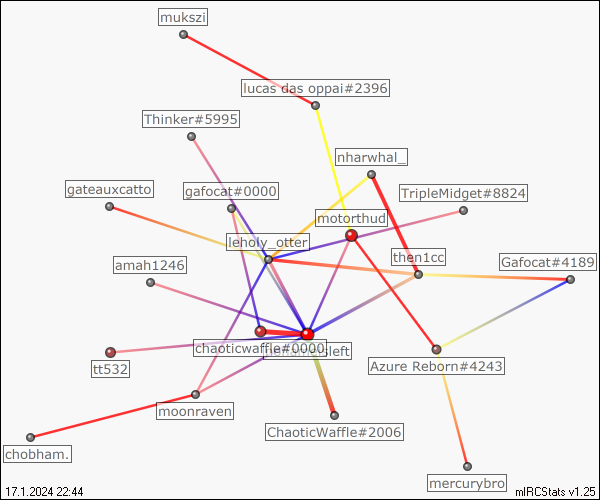 mukszi
lucas das oppai#2396
Thinker#5995
nharwhal_
gateauxcatto
gafocat#0000
TripleMidget#8824
motorthud
leholy_otter
then1cc
amah1246
Gafocat#4189
chaoticwaffle#0000
sleft
tt532
Azure Reborn#4243
moonraven
ChaoticWaffle#2006
chobham.
mercurybro
17.1.2024 22:44
mIRCStats v1.25